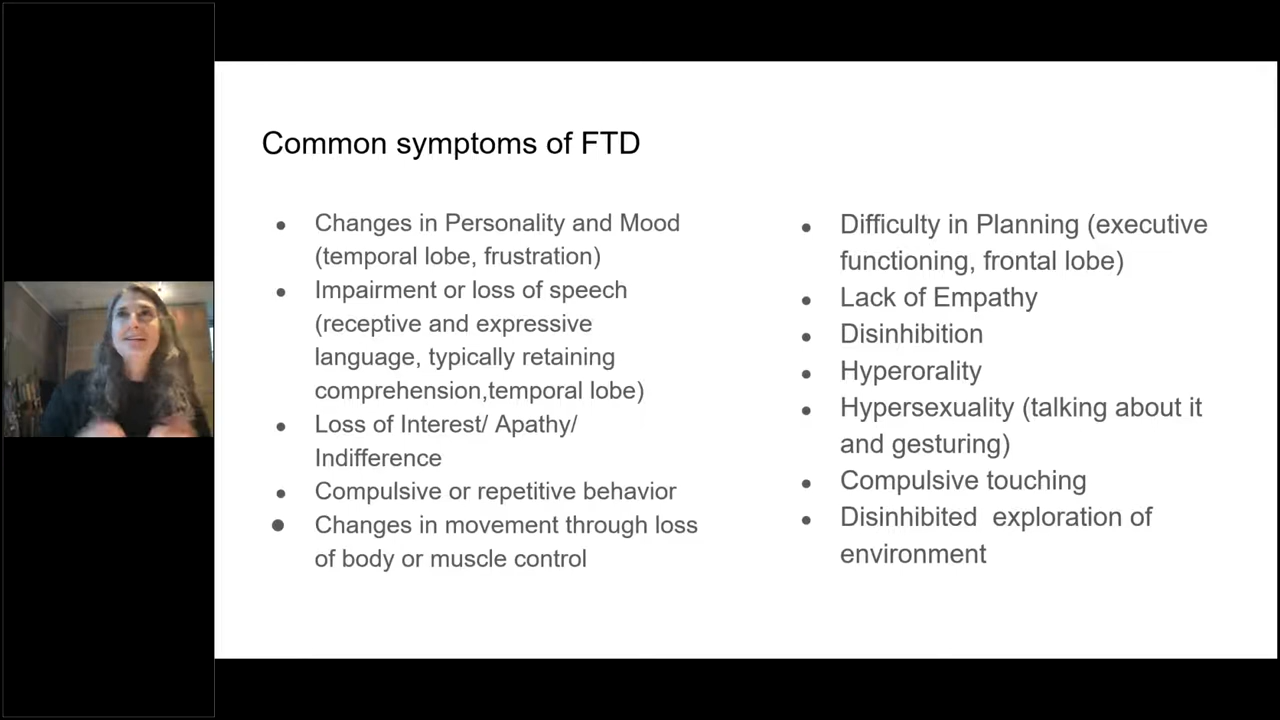 Common symptoms of FTD
● Changes in Personality and Mood
(temporal lobe, frustration)
● Impairment or loss of speech
(receptive and expressive
language, typically retaining
comprehension,temporal lobe)
● Loss of Interest/ Apathy/
Indifference
● Compulsive or repetitive behavior
● Changes in movement through loss
of body or muscle control
● Difficulty in Planning (executive
functioning, frontal lobe)
● Lack of Empathy
● Disinhibition
● Hyperorality
● Hypersexuality (talking about it
and gesturing)
● Compulsive touching
● Disinhibited  exploration of
environment